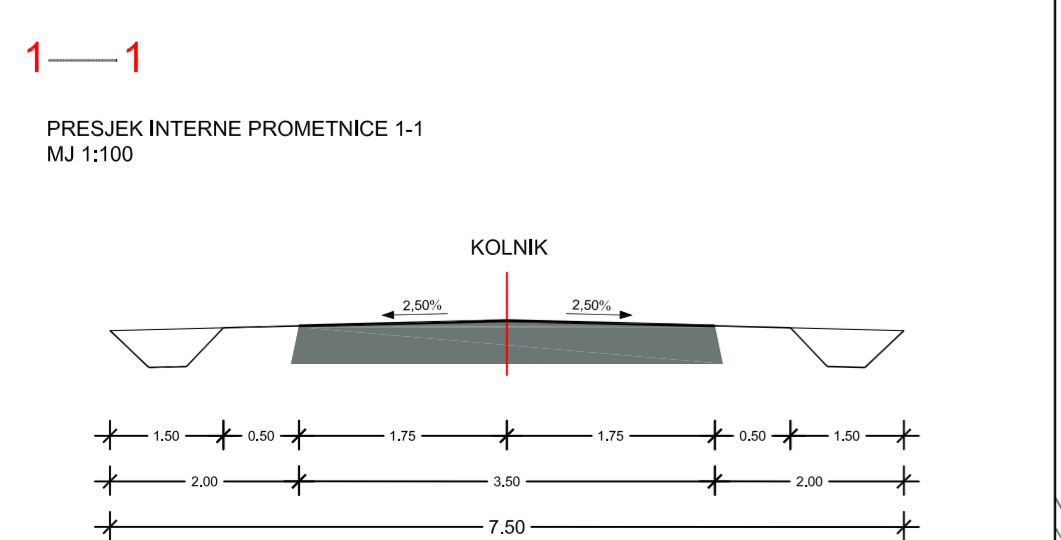 1 1
PRESJEK INTERNE PROMETNICE 1-1
MJ 1:100
KOLNIK
2,50% 2,50%
1.50 0.50 1.75 1.75 0.50 1.50
2.00 3.50 2.00
7.50